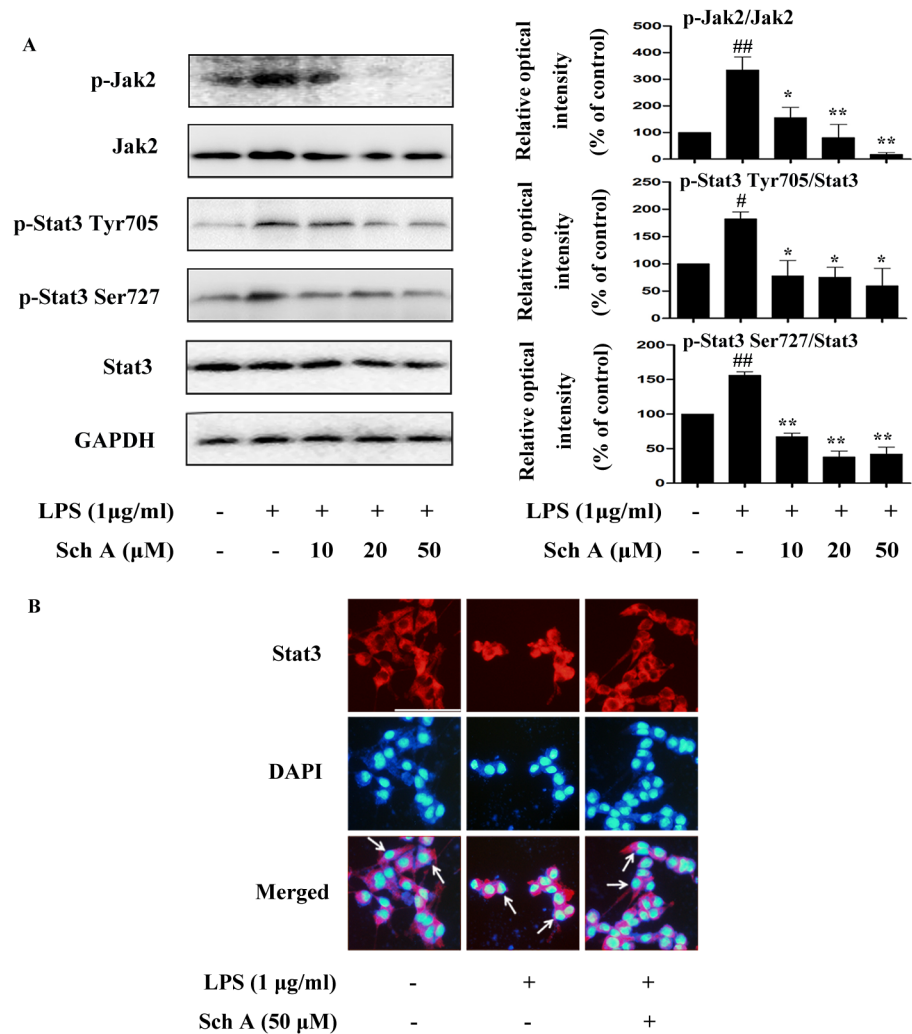 A
p-Jak2
Jak2
p-Stat3 Tyr705
p-Stat3 Ser727
Stat3
GAPDH
LPS (1μg/ml) - + + + +
Sch A (μM) - - 10 20 50
p-Jak2/Jak2
Relative optical
intensity
(% of control)
500
400
300
200
100
0
##
*
**
**
p-Stat3 Tyr705/Stat3
Relative optical
intensity
(% of control)
250
200
150
100
50
0
#
*
*
*
p-Stat3 Ser727/Stat3
Relative optical
intensity
(% of control)
200
150
100
50
0
##
**
**
**
LPS (1μg/ml) - + + + +
Sch A (μM) - - 10 20 50
B
Stat3
DAPI
Merged
LPS (1 μg/ml) - + +
Sch A (50 μM) - - +